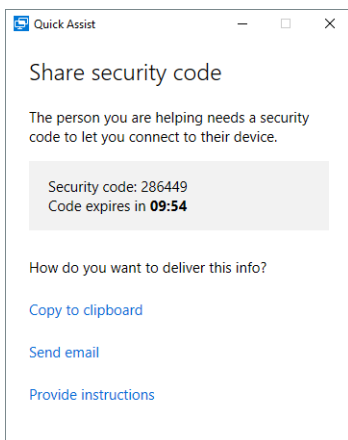 Quick Assist
Share security code
The person you are helping needs a security
code to let you connect to their device.
Security code: 286449
Code expires in 09:54
How do you want to deliver this info?
Copy to clipboard
Send email
Provide instructions